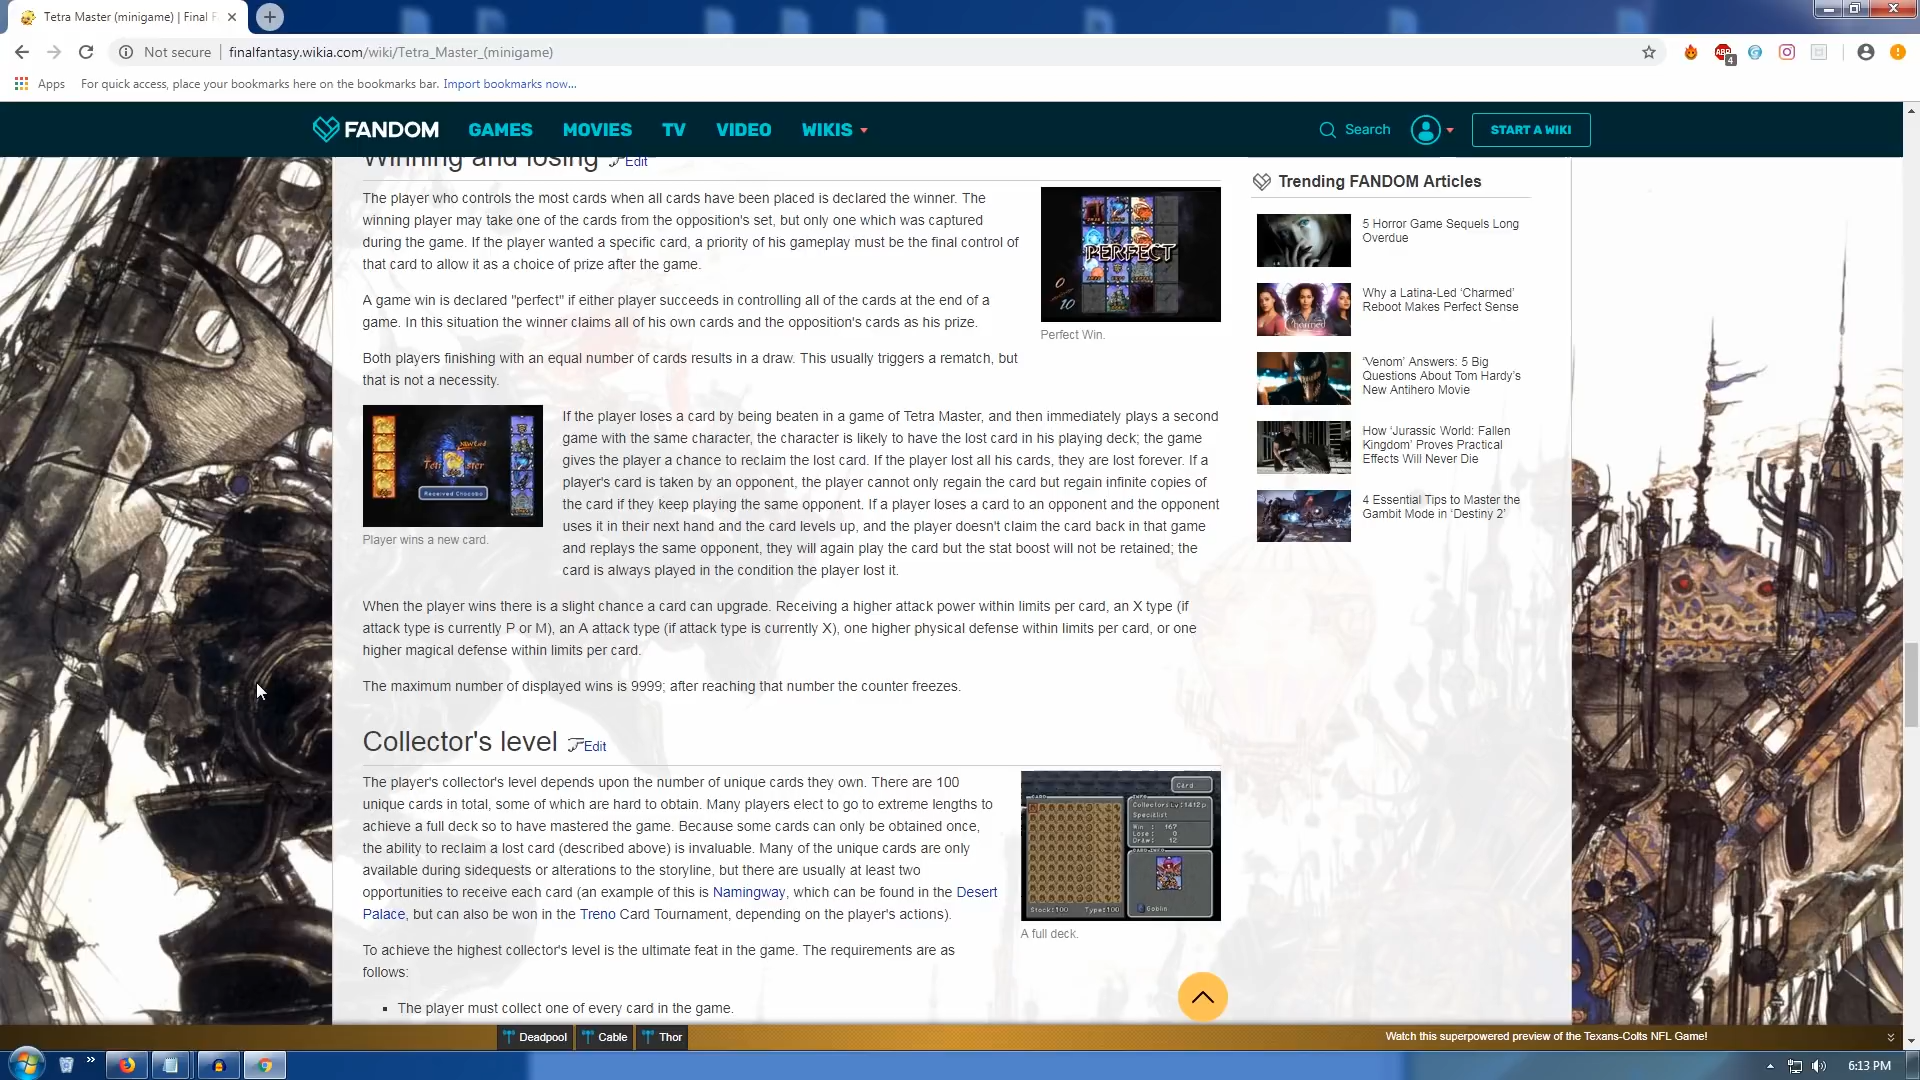 Tetra Master (minigame) | Final F
Not secure | finalfantasy.wikia.com/wiki/Tetra_Master_(minigame)
ABP
4
Apps For quick access, place your bookmarks here on the bookmarks bar. Import bookmarks now...
FANDOM GAMES MOVIES TV VIDEO WIKIS Search START A WIKI
Winning and losing Edit
The player who controls the most cards when all cards have been placed is declared the winner. The
winning player may take one of the cards from the opposition's set, but only one which was captured
during the game. If the player wanted a specific card, a priority of his gameplay must be the final control of
that card to allow it as a choice of prize after the game.
A game win is declared "perfect" if either player succeeds in controlling all of the cards at the end of a
game. In this situation the winner claims all of his own cards and the opposition's cards as his prize.
Both players finishing with an equal number of cards results in a draw. This usually triggers a rematch, but
that is not a necessity.
PERFECT
0
10
Perfect Win.
New Card
Tetra Master
Received Chocobo
Player wins a new card.
If the player loses a card by being beaten in a game of Tetra Master, and then immediately plays a second
game with the same character, the character is likely to have the lost card in his playing deck; the game
gives the player a chance to reclaim the lost card. If the player lost all his cards, they are lost forever. If a
player's card is taken by an opponent, the player cannot only regain the card but regain infinite copies of
the card if they keep playing the same opponent. If a player loses a card to an opponent and the opponent
uses it in their next hand and the card levels up, and the player doesn't claim the card back in that game
and replays the same opponent, they will again play the card but the stat boost will not be retained; the
card is always played in the condition the player lost it.
When the player wins there is a slight chance a card can upgrade. Receiving a higher attack power within limits per card, an X type (if
attack type is currently P or M), an A attack type (if attack type is currently X), one higher physical defense within limits per card, or one
higher magical defense within limits per card.
The maximum number of displayed wins is 9999; after reaching that number the counter freezes.
Collector's level Edit
The player's collector's level depends upon the number of unique cards they own. There are 100
unique cards in total, some of which are hard to obtain. Many players elect to go to extreme lengths to
achieve a full deck so to have mastered the game. Because some cards can only be obtained once,
the ability to reclaim a lost card (described above) is invaluable. Many of the unique cards are only
available during sidequests or alterations to the storyline, but there are usually at least two
opportunities to receive each card (an example of this is Namingway, which can be found in the Desert
Palace, but can also be won in the Treno Card Tournament, depending on the player's actions).
Card
CARD
INFO
Collectors Lv:1412p
Specialist
Win : 167
Lose : 0
Draw : 12
CARD INFO
Goblin
Stock:100 Type:100
A full deck.
To achieve the highest collector's level is the ultimate feat in the game. The requirements are as
follows:
▪ The player must collect one of every card in the game.
Trending FANDOM Articles
5 Horror Game Sequels Long
Overdue
Charmed
Why a Latina-Led ‘Charmed’
Reboot Makes Perfect Sense
‘Venom’ Answers: 5 Big
Questions About Tom Hardy’s
New Antihero Movie
How ‘Jurassic World: Fallen
Kingdom’ Proves Practical
Effects Will Never Die
4 Essential Tips to Master the
Gambit Mode in ‘Destiny 2’
Deadpool Cable Thor Watch this superpowered preview of the Texans-Colts NFL Game!
6:13 PM